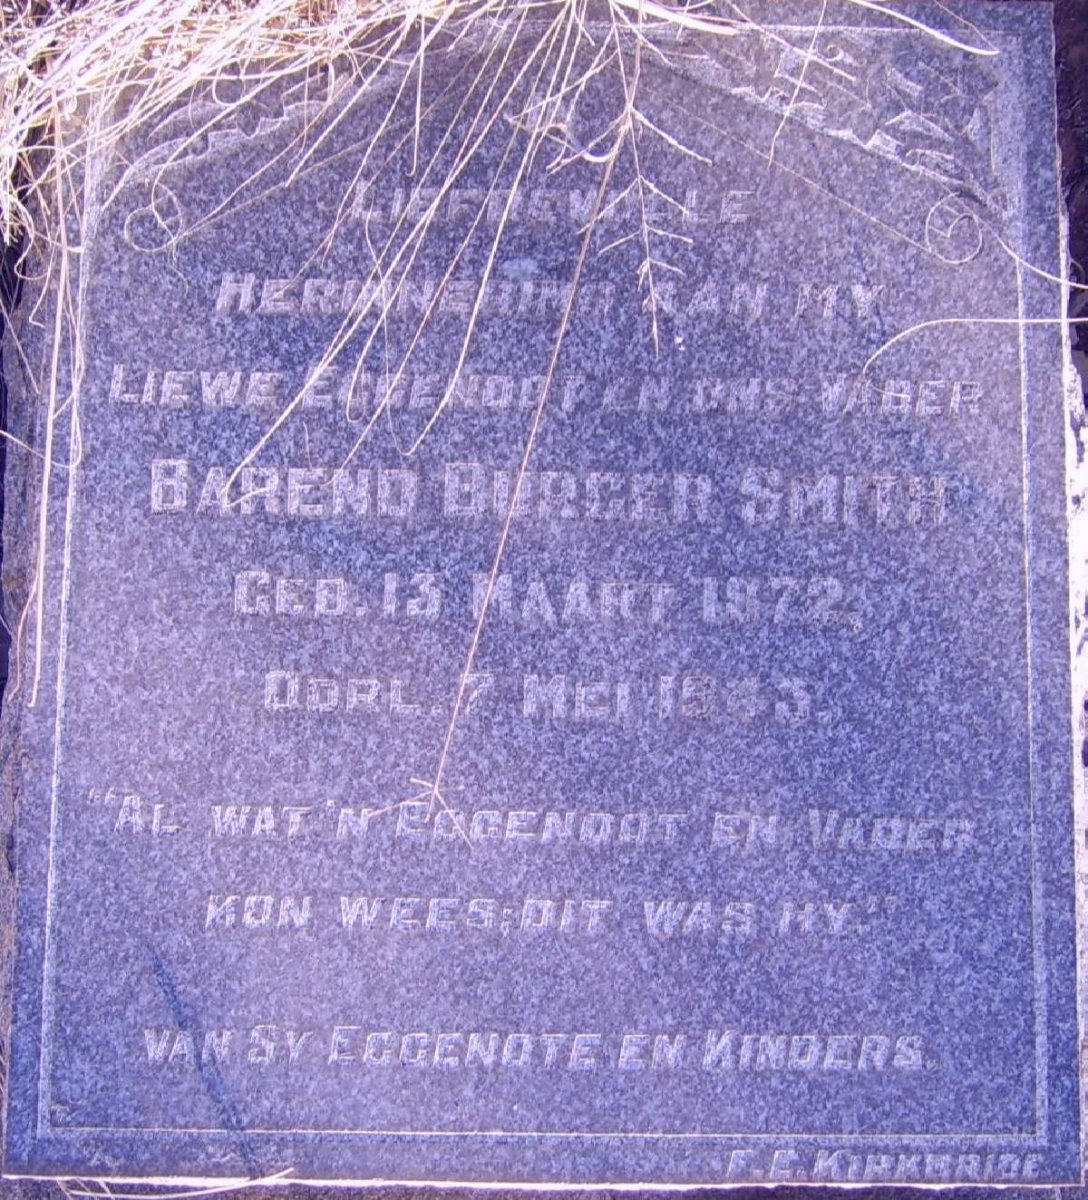 LIEFDEVOLLE
HERINNERING AAN MY
LIEWE EGGENOOT EN ONS VADER
BAREND BURGER SMITH
GEB. 13 MAART 1872,
OORL. 7 MEI 1943.
"AL WAT 'N EGGENOOT EN VADER
KON WEES; DIT WAS HY."
VAN SY EGGENOTE EN KINDERS.
KIRKBRIDE